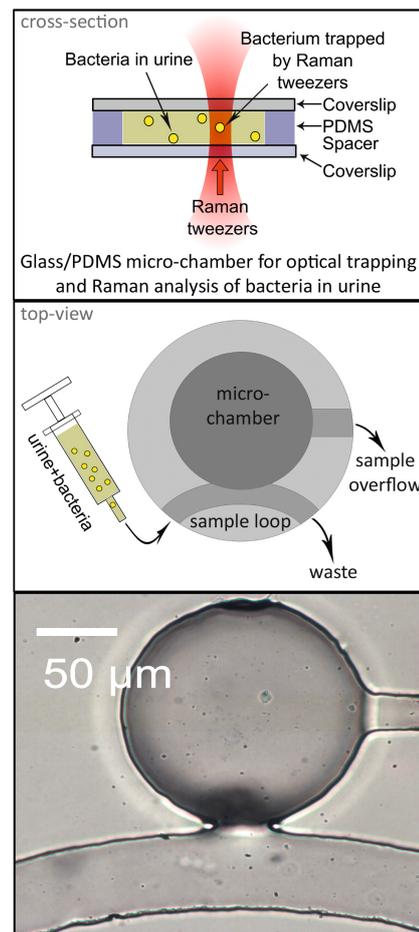 cross-section
Bacteria in urine
Bacterium trapped
by Raman
tweezers
Coverslip
PDMS
Spacer
Coverslip
Raman
tweezers
Glass/PDMS micro-chamber for optical trapping
and Raman analysis of bacteria in urine
top-view
micro-
chamber
urine+bacteria
sample
overflow
sample loop
waste
50 µm